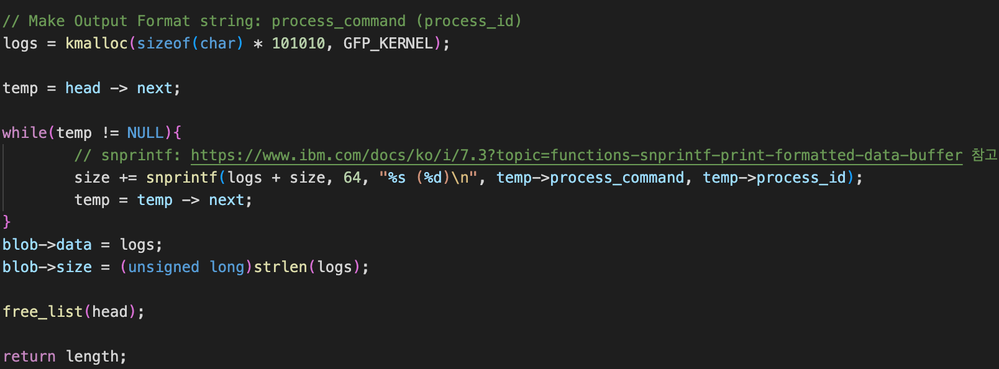 // Make Output Format string: process_command (process_id)
logs = kmalloc(sizeof(char) * 101010, GFP_KERNEL);
temp = head -> next;
while(temp != NULL){
// snprintf: https://www.ibm.com/docs/ko/i/7.3?topic=functions-snprintf-print-formatted-data-buffer 참고
size += snprintf(logs + size, 64, "%s (%d)\n", temp->process_command, temp->process_id);
temp = temp -> next;
}
blob->data = logs;
blob->size = (unsigned long)strlen(logs);
free_list(head);
return length;